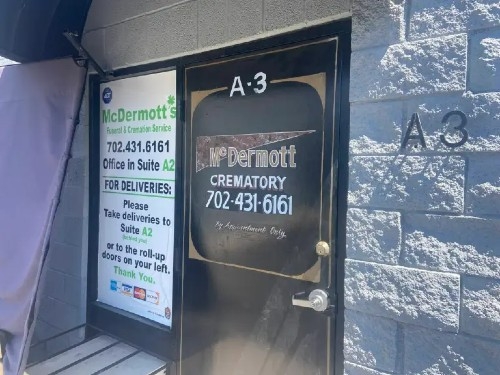 McDermott's
Funeral & Cremation Service
702.431.6161
Office in Suite A2
FOR DELIVERIES:
Please
Take deliveries to
Suite A2
or to the roll-up
doors on your left.
Thank You.
A-3
McDermott
CREMATORY
702-431-6161
By Appointment Only
A3